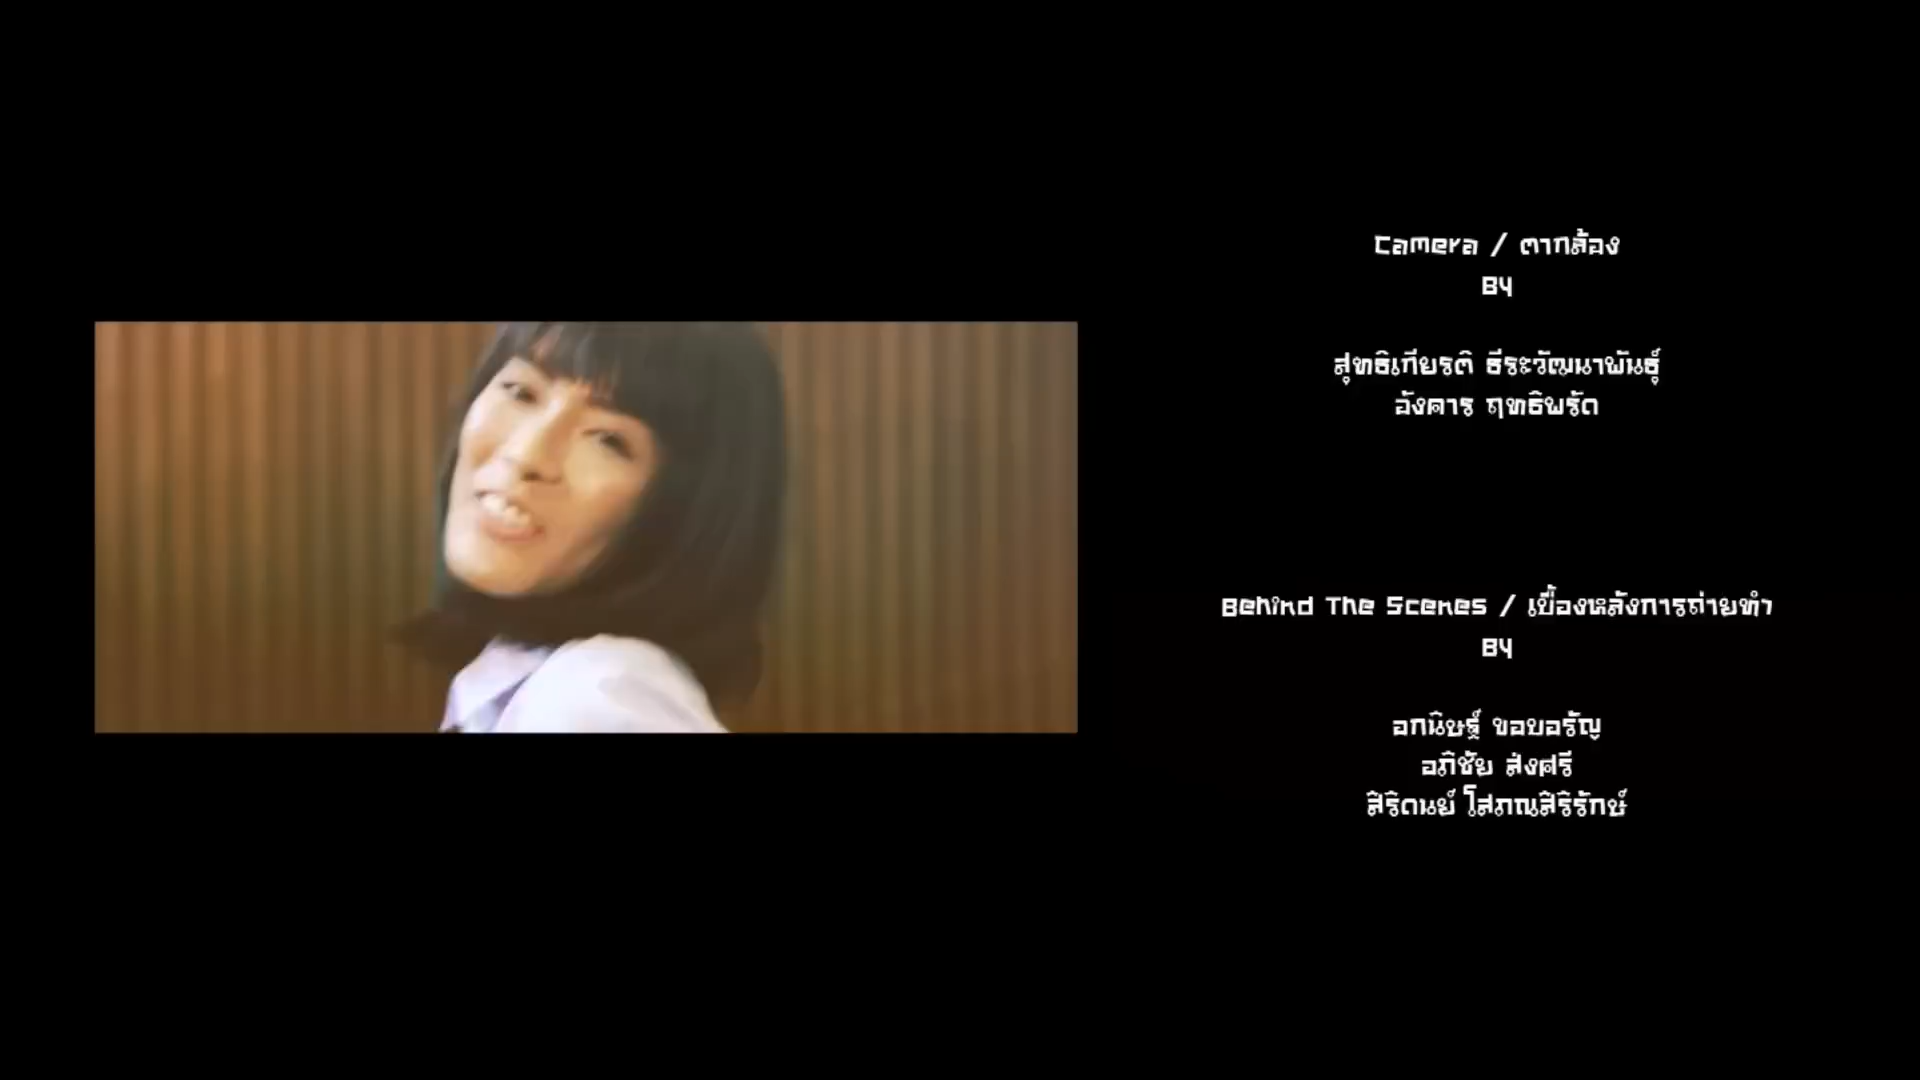 Camera / ตากล้อง
BY
สุทธิเกียรติ ธีระวัฒนาพันธุ์
อังคาร ฤทธิพรัด
Behind The Scenes / เบื้องหลังการถ่ายทำ
BY
อกนิษฐ์ ขอบอรัญ
อภิชัย ส่งศรี
สิริดนย์ โสภณสิริรักษ์